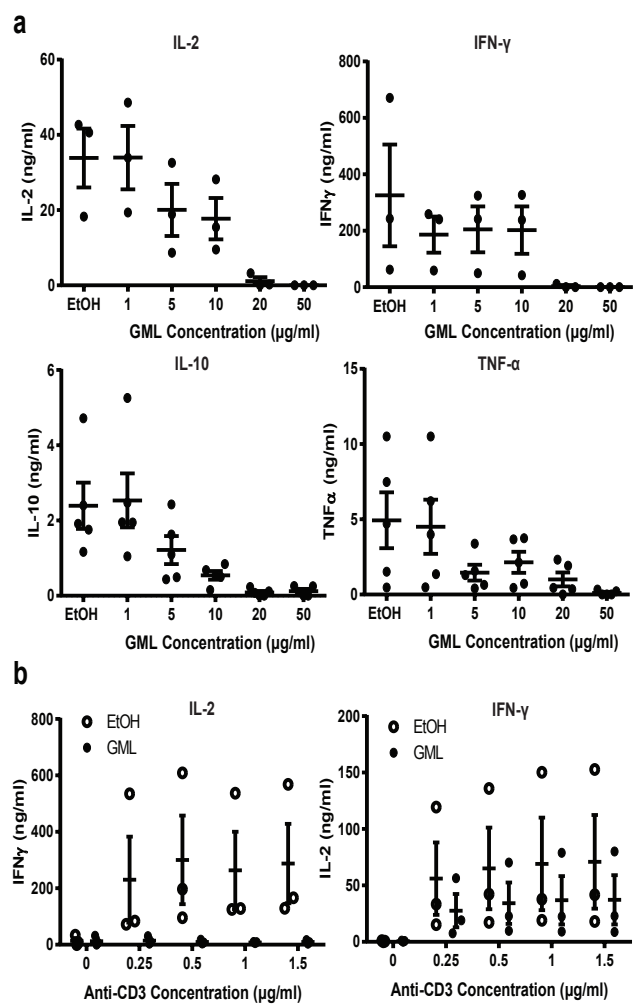 a
IL-2
IL-2 (ng/ml)
60
40
20
0
EtOH 1 5 10 20 50
GML Concentration (µg/ml)
IFN-γ
IFNγ (ng/ml)
800
600
400
200
0
EtOH 1 5 10 20 50
GML Concentration (µg/ml)
IL-10
IL-10 (ng/ml)
6
4
2
0
EtOH 1 5 10 20 50
GML Concentration (µg/ml)
TNF-α
TNFα (ng/ml)
15
10
5
0
EtOH 1 5 10 20 50
GML Concentration (µg/ml)
b
IL-2
EtOH
GML
IFNγ (ng/ml)
800
600
400
200
0
0 0.25 0.5 1 1.5
Anti-CD3 Concentration (µg/ml)
IFN-γ
EtOH
GML
IL-2 (ng/ml)
200
150
100
50
0
0 0.25 0.5 1 1.5
Anti-CD3 Concentration (µg/ml)